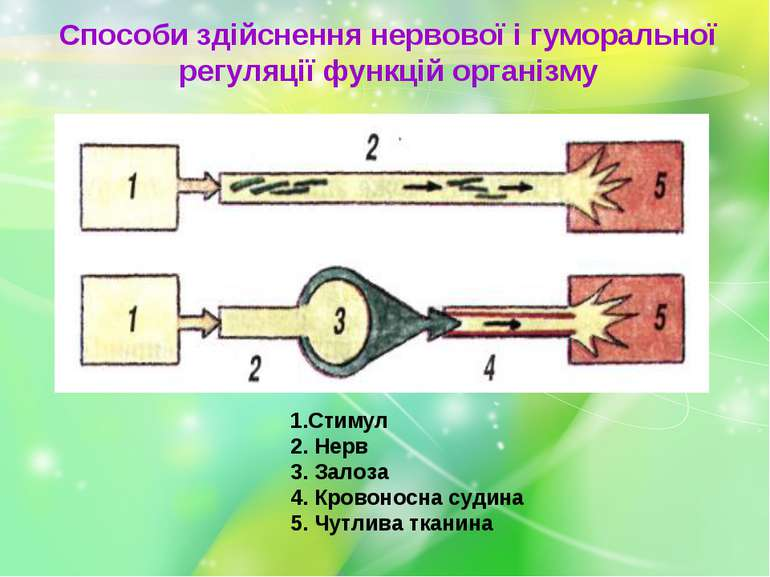 Способи здійснення нервової і гуморальної
регуляції функцій організму
2
1 5
1 3 5
2 4
1.Стимул
2. Нерв
3. Залоза
4. Кровоносна судина
5. Чутлива тканина